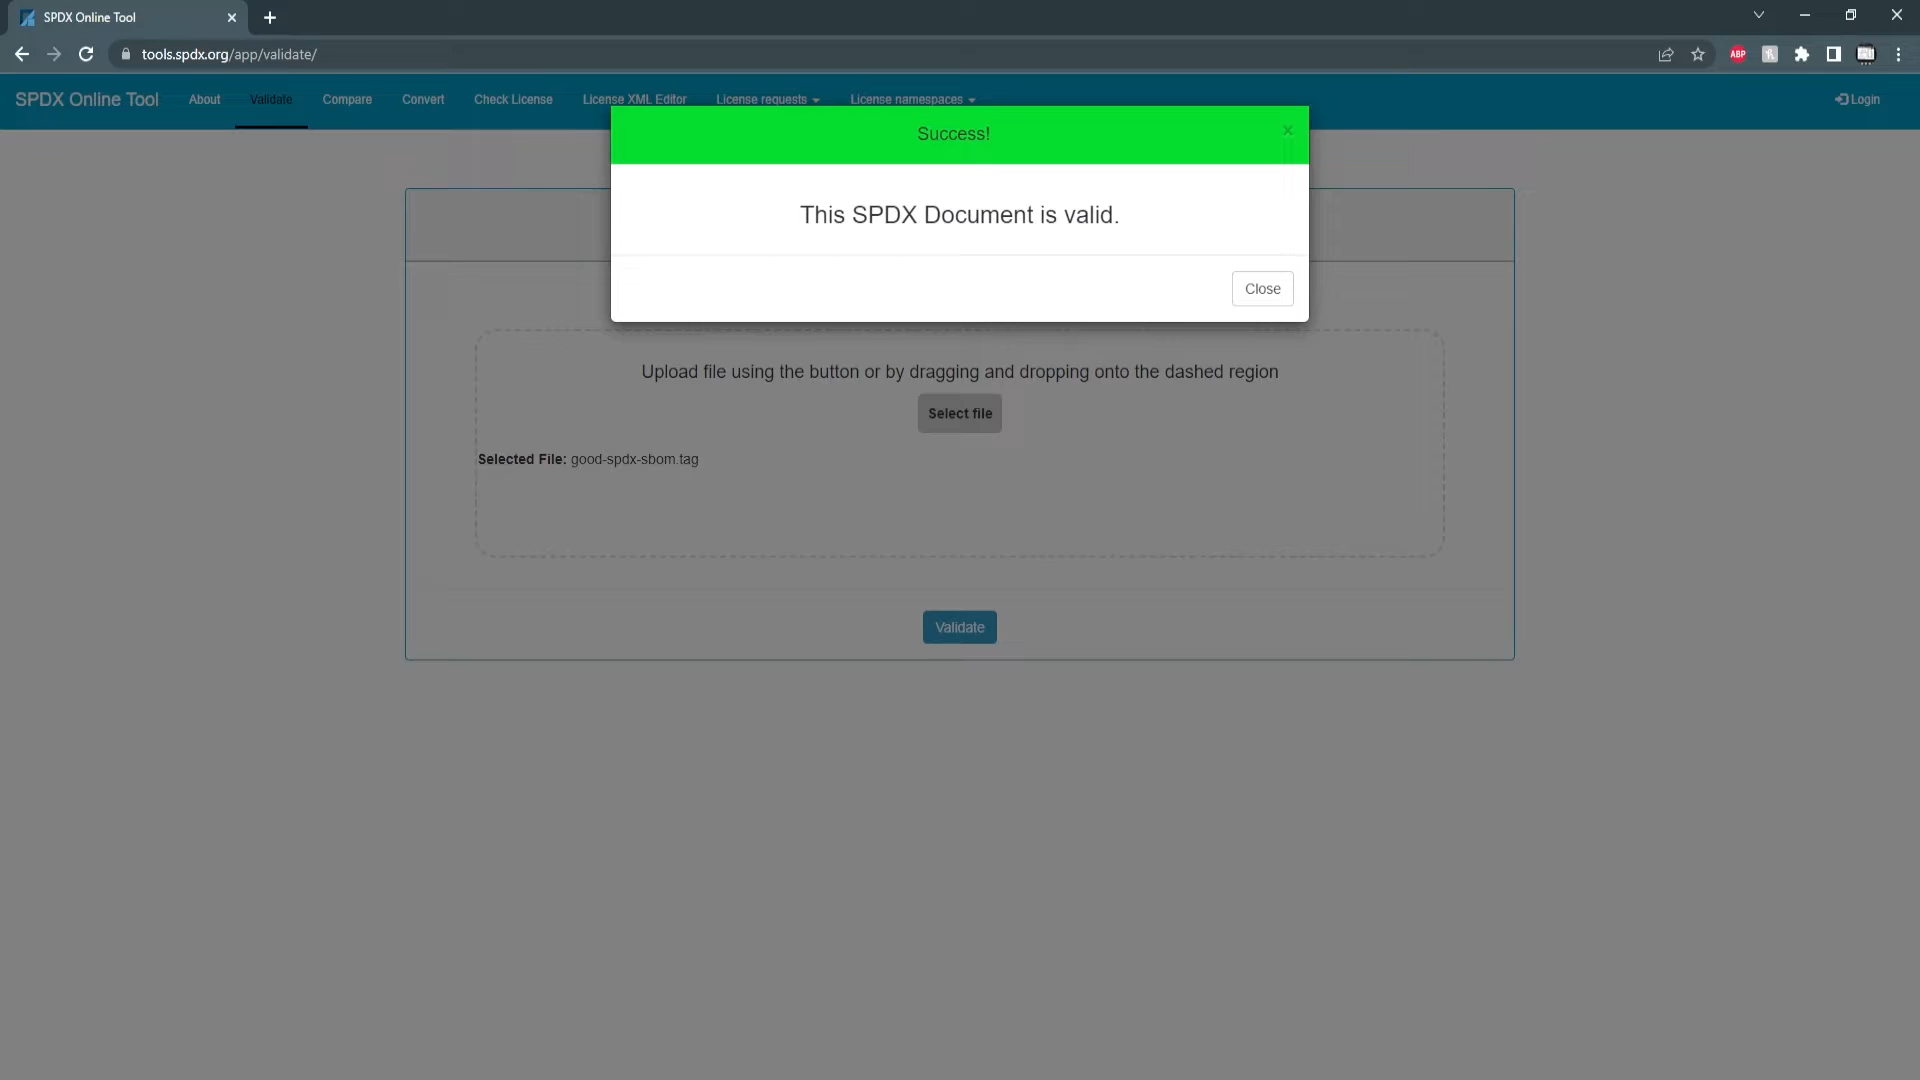 SPDX Online Tool
tools.spdx.org/app/validate/
ABP
SPDX Online Tool
About
Validate
Compare
Convert
Check License
License XML Editor
License requests
License namespaces
Login
Success!
×
This SPDX Document is valid.
Close
Upload file using the button or by dragging and dropping onto the dashed region
Select file
Selected File: good-spdx-sbom.tag
Validate